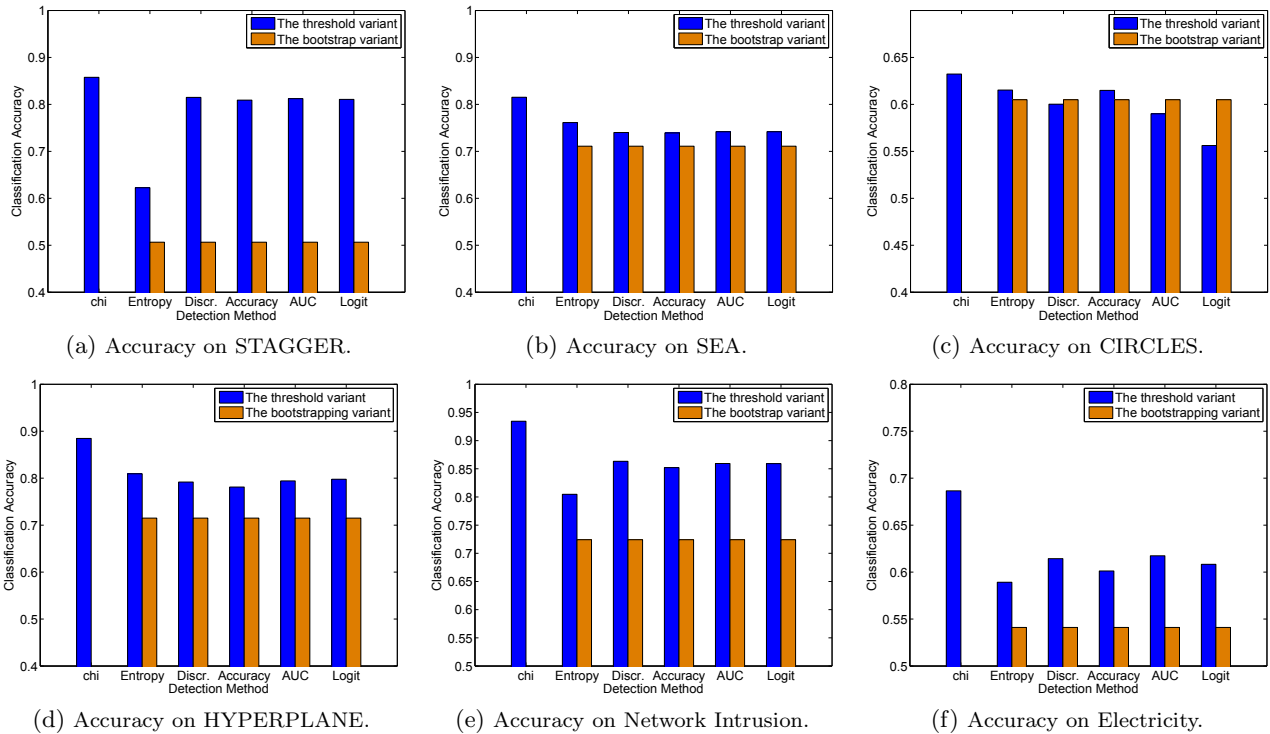 1
0.9
0.8
0.7
0.6
0.5
0.4
Classification Accuracy
The threshold variant
The bootstrap variant
chi Entropy Discr. Accuracy AUC Logit
Detection Method
(a) Accuracy on STAGGER.
1
0.9
0.8
0.7
0.6
0.5
0.4
Classification Accuracy
The threshold variant
The bootstrap variant
chi Entropy Discr. Accuracy AUC Logit
Detection Method
(b) Accuracy on SEA.
0.65
0.6
0.55
0.5
0.45
0.4
Classification Accuracy
The threshold variant
The bootstrap variant
chi Entropy Discr. Accuracy AUC Logit
Detection Method
(c) Accuracy on CIRCLES.
1
0.9
0.8
0.7
0.6
0.5
0.4
Classification Accuracy
The threshold variant
The bootstrapping variant
chi Entropy Discr. Accuracy AUC Logit
Detection Method
(d) Accuracy on HYPERPLANE.
1
0.95
0.9
0.85
0.8
0.75
0.7
0.65
0.6
0.55
0.5
Classification Accuracy
The threshold variant
The bootstrap variant
chi Entropy Discr. Accuracy AUC Logit
Detection Method
(e) Accuracy on Network Intrusion.
0.8
0.7
0.65
0.6
0.55
0.5
Classification Accuracy
The threshold variant
The bootstrapping variant
chi Entropy Discr. Accuracy AUC Logit
Detection Method
(f) Accuracy on Electricity.